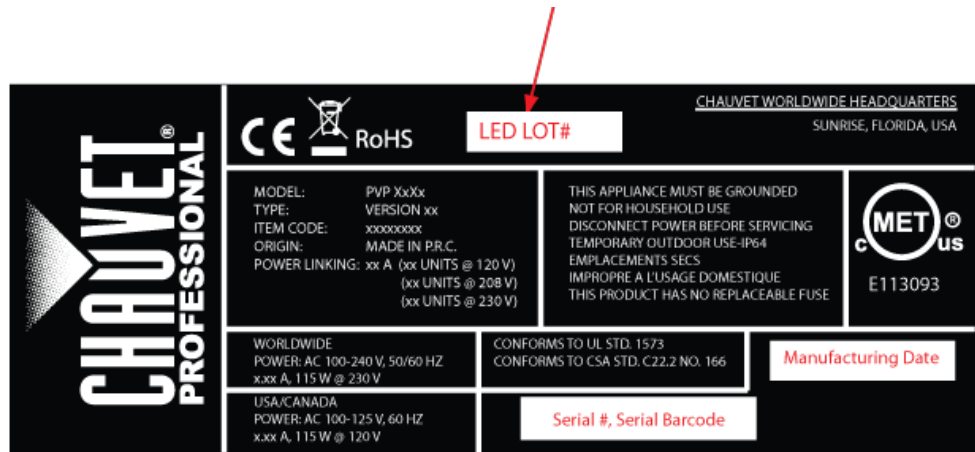 CHAUVET®
PROFESSIONAL
CE
RoHS
LED LOT#
CHAUVET WORLDWIDE HEADQUARTERS
SUNRISE, FLORIDA, USA
MODEL: PVP XxXx
TYPE: VERSION xx
ITEM CODE: xxxxxxxx
ORIGIN: MADE IN P.R.C.
POWER LINKING: xx A (xx UNITS @ 120 V)
(xx UNITS @ 208 V)
(xx UNITS @ 230 V)
THIS APPLIANCE MUST BE GROUNDED
NOT FOR HOUSEHOLD USE
DISCONNECT POWER BEFORE SERVICING
TEMPORARY OUTDOOR USE-IP64
EMPLACEMENTS SECS
IMPROPRE A L'USAGE DOMESTIQUE
THIS PRODUCT HAS NO REPLACEABLE FUSE
c MET us ®
E113093
WORLDWIDE
POWER: AC 100-240 V, 50/60 HZ
x.xx A, 115 W @ 230 V
CONFORMS TO UL STD. 1573
CONFORMS TO CSA STD. C22.2 NO. 166
Manufacturing Date
USA/CANADA
POWER: AC 100-125 V, 60 HZ
x.xx A, 115 W @ 120 V
Serial #, Serial Barcode